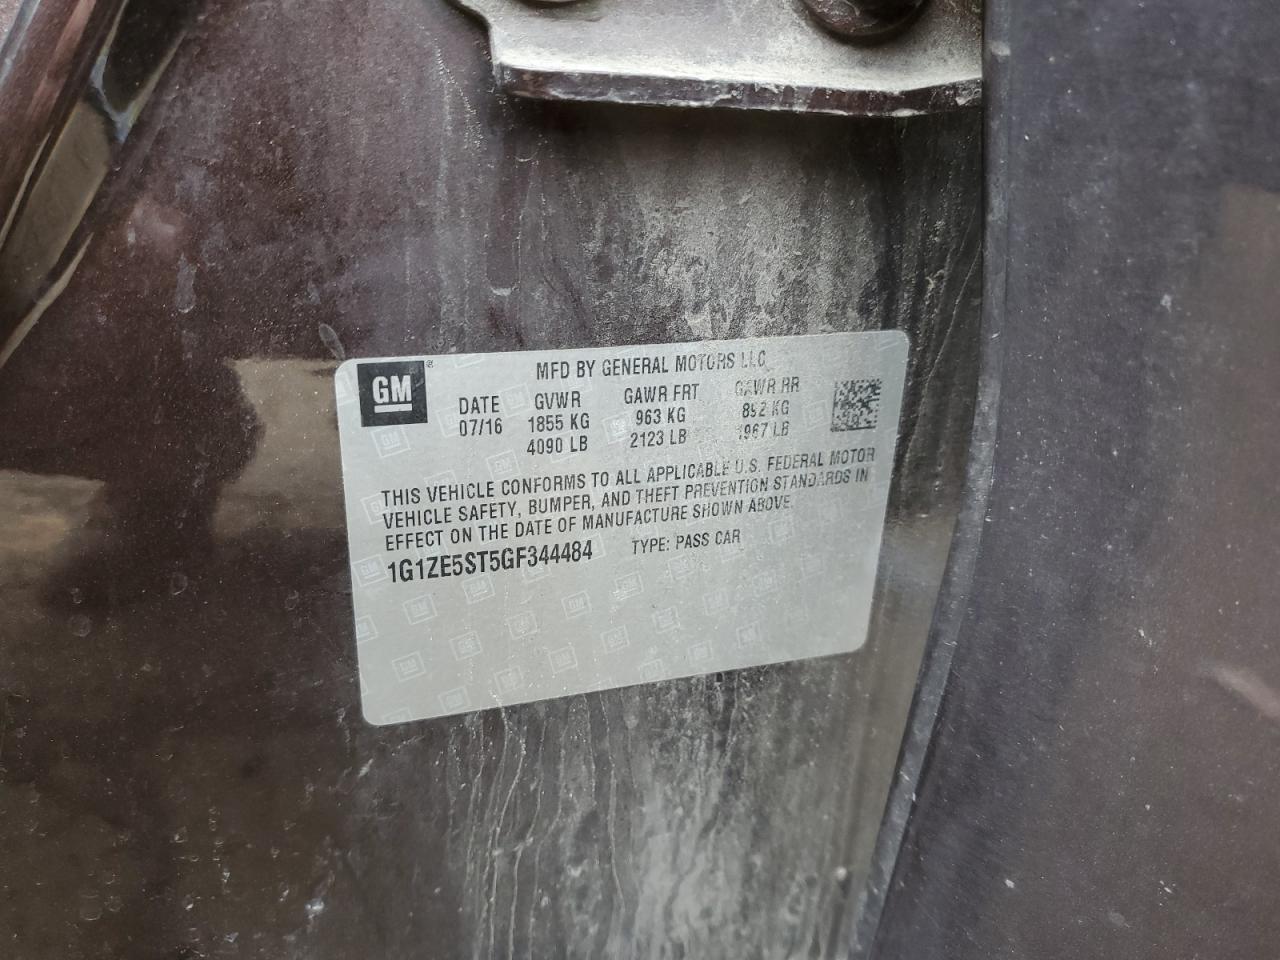 GM
MFD BY GENERAL MOTORS LLC
DATE GVWR GAWR FRT GAWR RR
07/16 1855 KG 963 KG 892 KG
4090 LB 2123 LB 1967 LB
THIS VEHICLE CONFORMS TO ALL APPLICABLE U.S. FEDERAL MOTOR
VEHICLE SAFETY, BUMPER, AND THEFT PREVENTION STANDARDS IN
EFFECT ON THE DATE OF MANUFACTURE SHOWN ABOVE.
1G1ZE5ST5GF344484 TYPE: PASS CAR